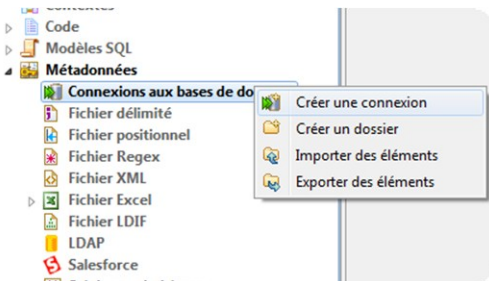 Contextes
Code
Modèles SQL
Métadonnées
Connexions aux bases de do
Créer une connexion
Fichier délimité
Créer un dossier
Fichier positionnel
Importer des éléments
Fichier Regex
Exporter des éléments
Fichier XML
Fichier Excel
Fichier LDIF
LDAP
Salesforce